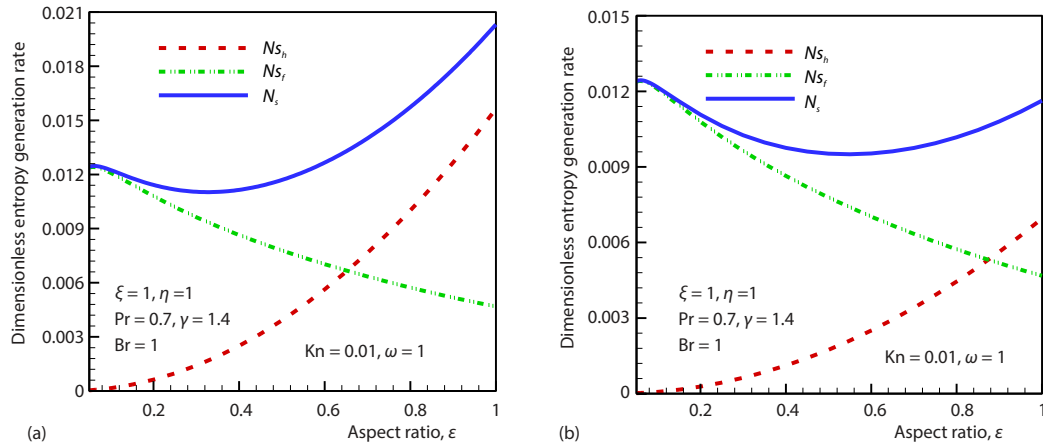 Dimensionless entropy generation rate
0.021
0.018
0.015
0.012
0.009
0.006
0.003
0
Ns_h
Ns_f
N_s
ξ = 1, η =1
Pr = 0.7, γ = 1.4
Br = 1
Kn = 0.01, ω = 1
0.2 0.4 0.6 0.8 1
(a) Aspect ratio, ε
Dimensionless entropy generation rate
0.015
0.012
0.009
0.006
0.003
0
Ns_h
Ns_f
N_s
ξ = 1, η =1
Pr = 0.7, γ = 1.4
Br = 1
Kn = 0.01, ω = 1
0.2 0.4 0.6 0.8 1
(b) Aspect ratio, ε